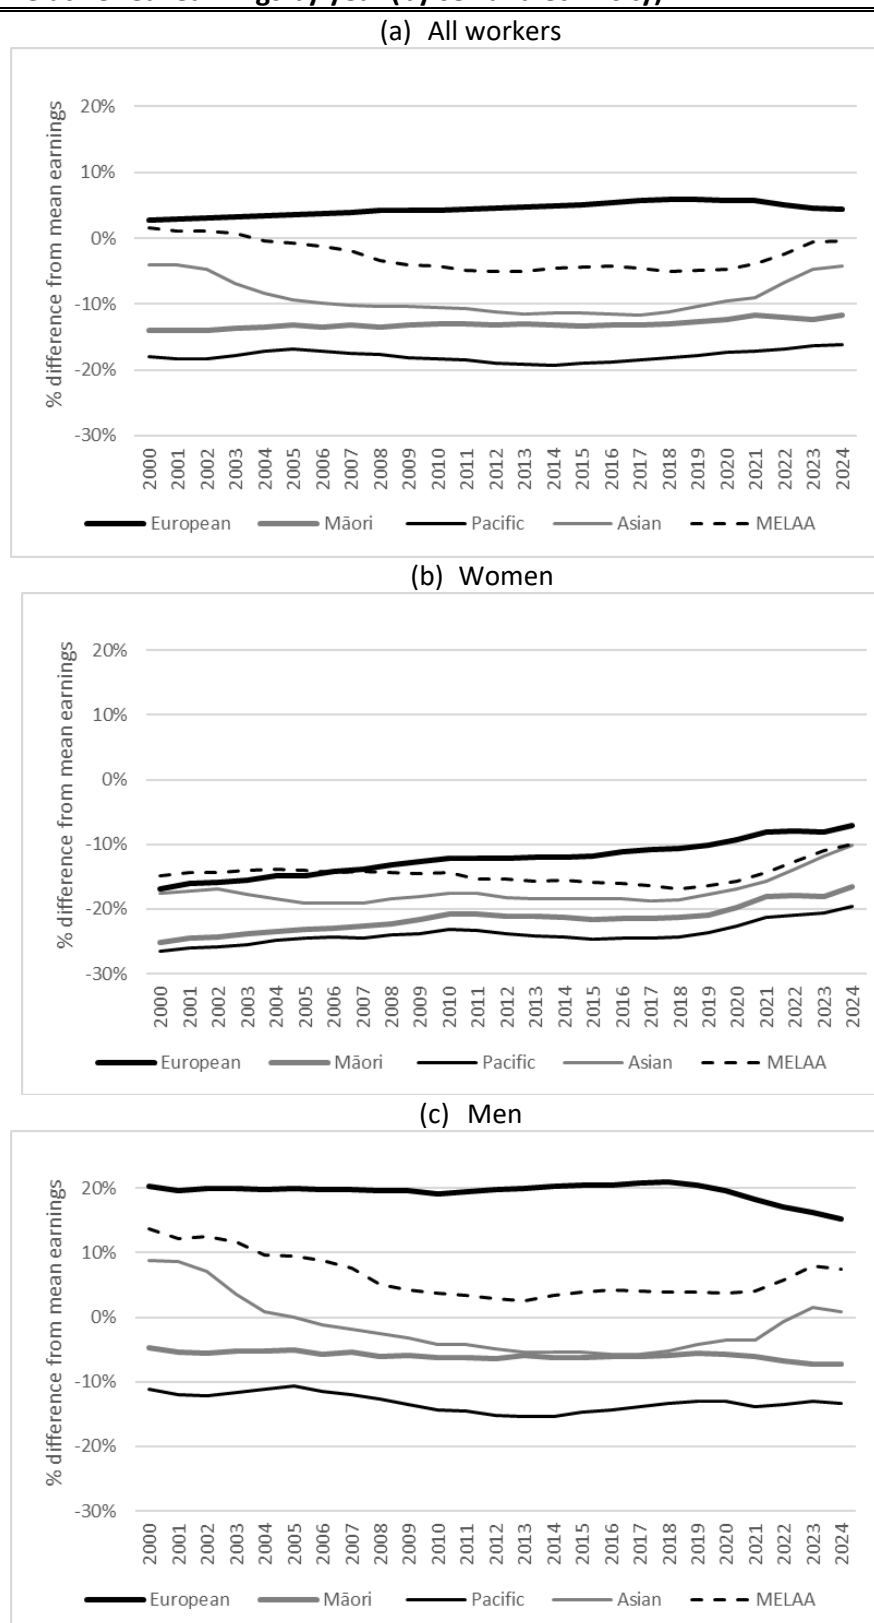 (a) All workers
% difference from mean earnings
20%
10%
0%
-10%
-20%
-30%
2000 2001 2002 2003 2004 2005 2006 2007 2008 2009 2010 2011 2012 2013 2014 2015 2016 2017 2018 2019 2020 2021 2022 2023 2024
European Māori Pacific Asian MELAA
(b) Women
% difference from mean earnings
20%
10%
0%
-10%
-20%
-30%
2000 2001 2002 2003 2004 2005 2006 2007 2008 2009 2010 2011 2012 2013 2014 2015 2016 2017 2018 2019 2020 2021 2022 2023 2024
European Māori Pacific Asian MELAA
(c) Men
% difference from mean earnings
20%
10%
0%
-10%
-20%
-30%
2000 2001 2002 2003 2004 2005 2006 2007 2008 2009 2010 2011 2012 2013 2014 2015 2016 2017 2018 2019 2020 2021 2022 2023 2024
European Māori Pacific Asian MELAA